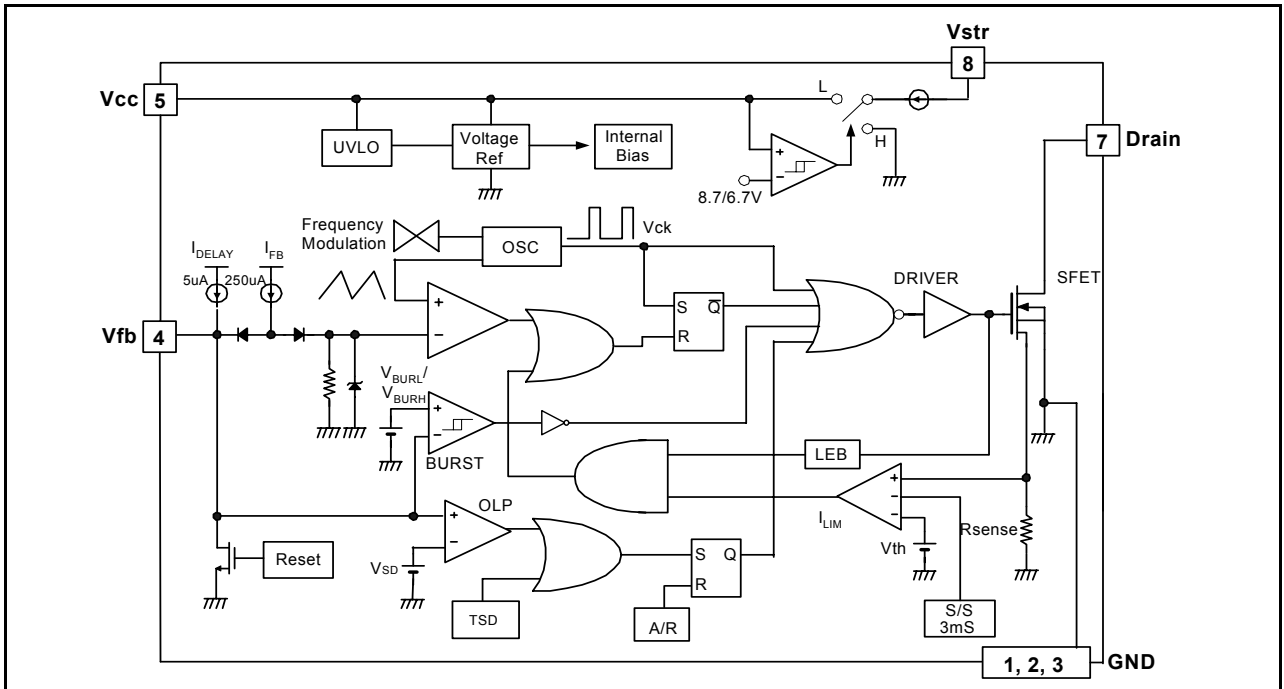 Vstr
8
Vcc
5
L
H
7
Drain
UVLO
Voltage
Ref
Internal
Bias
+
−
8.7/6.7V
Frequency
Modulation
OSC
Vck
IDELAY
IFB
5uA
250uA
DRIVER
SFET
Vfb
4
+
−
S
Q̅
R
VBURL/
VBURH
+
−
BURST
LEB
OLP
+
−
VSD
ILIM
+
−
−
Vth
Rsense
Reset
TSD
S
Q
R
A/R
S/S
3mS
1, 2, 3
GND